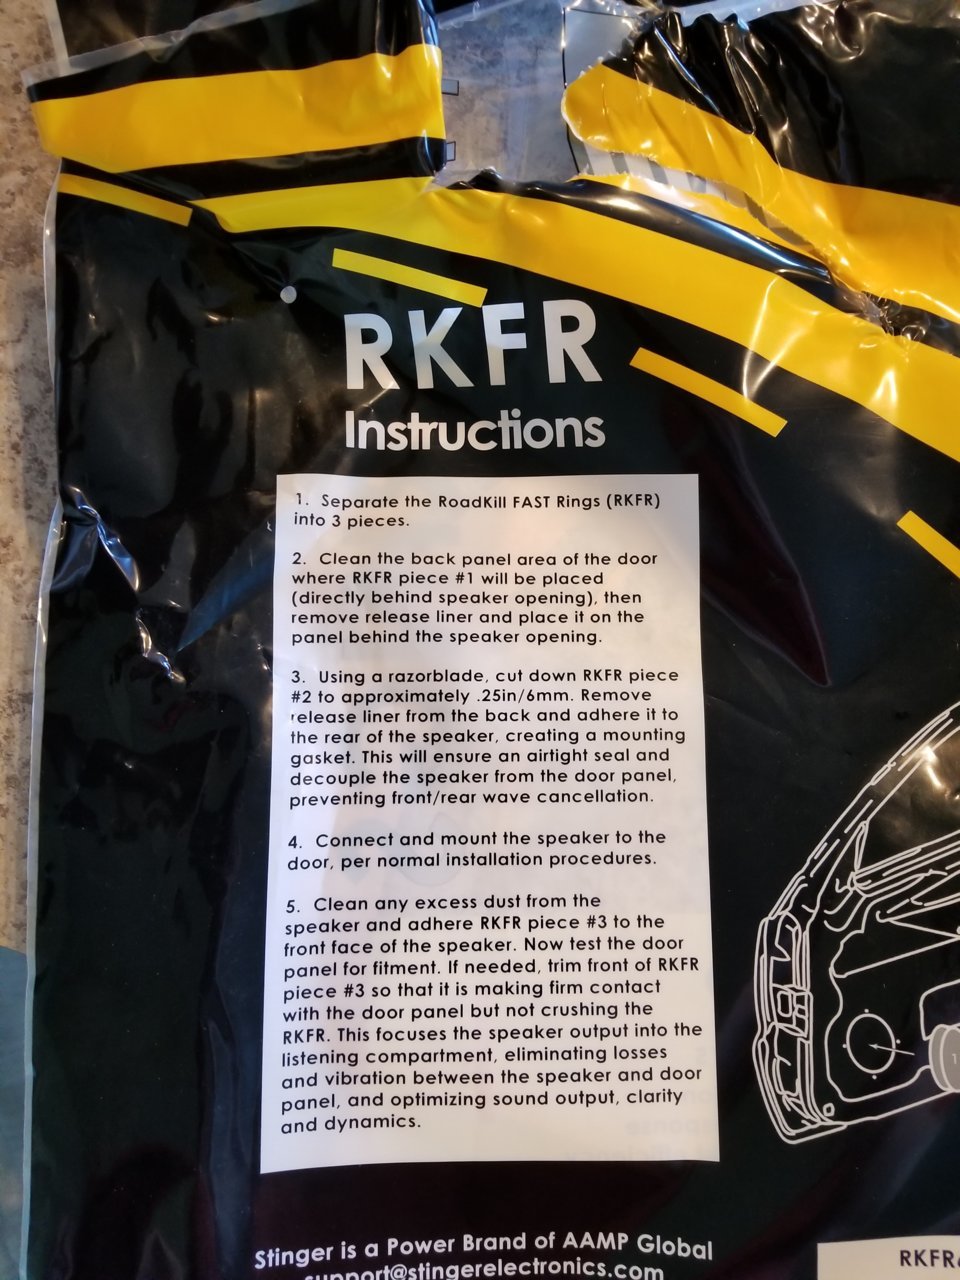 RKFR
Instructions
1. Separate the RoadKill FAST Rings (RKFR)
into 3 pieces.
2. Clean the back panel area of the door
where RKFR piece #1 will be placed
(directly behind speaker opening), then
remove release liner and place it on the
panel behind the speaker opening.
3. Using a razorblade, cut down RKFR piece
#2 to approximately .25in/6mm. Remove
release liner from the back and adhere it to
the rear of the speaker, creating a mounting
gasket. This will ensure an airtight seal and
decouple the speaker from the door panel,
preventing front/rear wave cancellation.
4. Connect and mount the speaker to the
door, per normal installation procedures.
5. Clean any excess dust from the
speaker and adhere RKFR piece #3 to the
front face of the speaker. Now test the door
panel for fitment. If needed, trim front of RKFR
piece #3 so that it is making firm contact
with the door panel but not crushing the
RKFR. This focuses the speaker output into the
listening compartment, eliminating losses
and vibration between the speaker and door
panel, and optimizing sound output, clarity
and dynamics.
Stinger is a Power Brand of AAMP Global
support@stingerelectronics.com